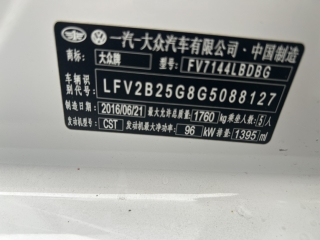 一汽-大众汽车有限公司·中国制造
商标: 大众牌 型号: FV7144LBDBG
车辆识别代号: LFV2B25G8G5088127
制造年月: 2016/06/21 最大允许总质量: 1760 kg 乘坐人数: 5 人
发动机型号: CST 发动机最大净功率: 96 kW 排量: 1395 ml